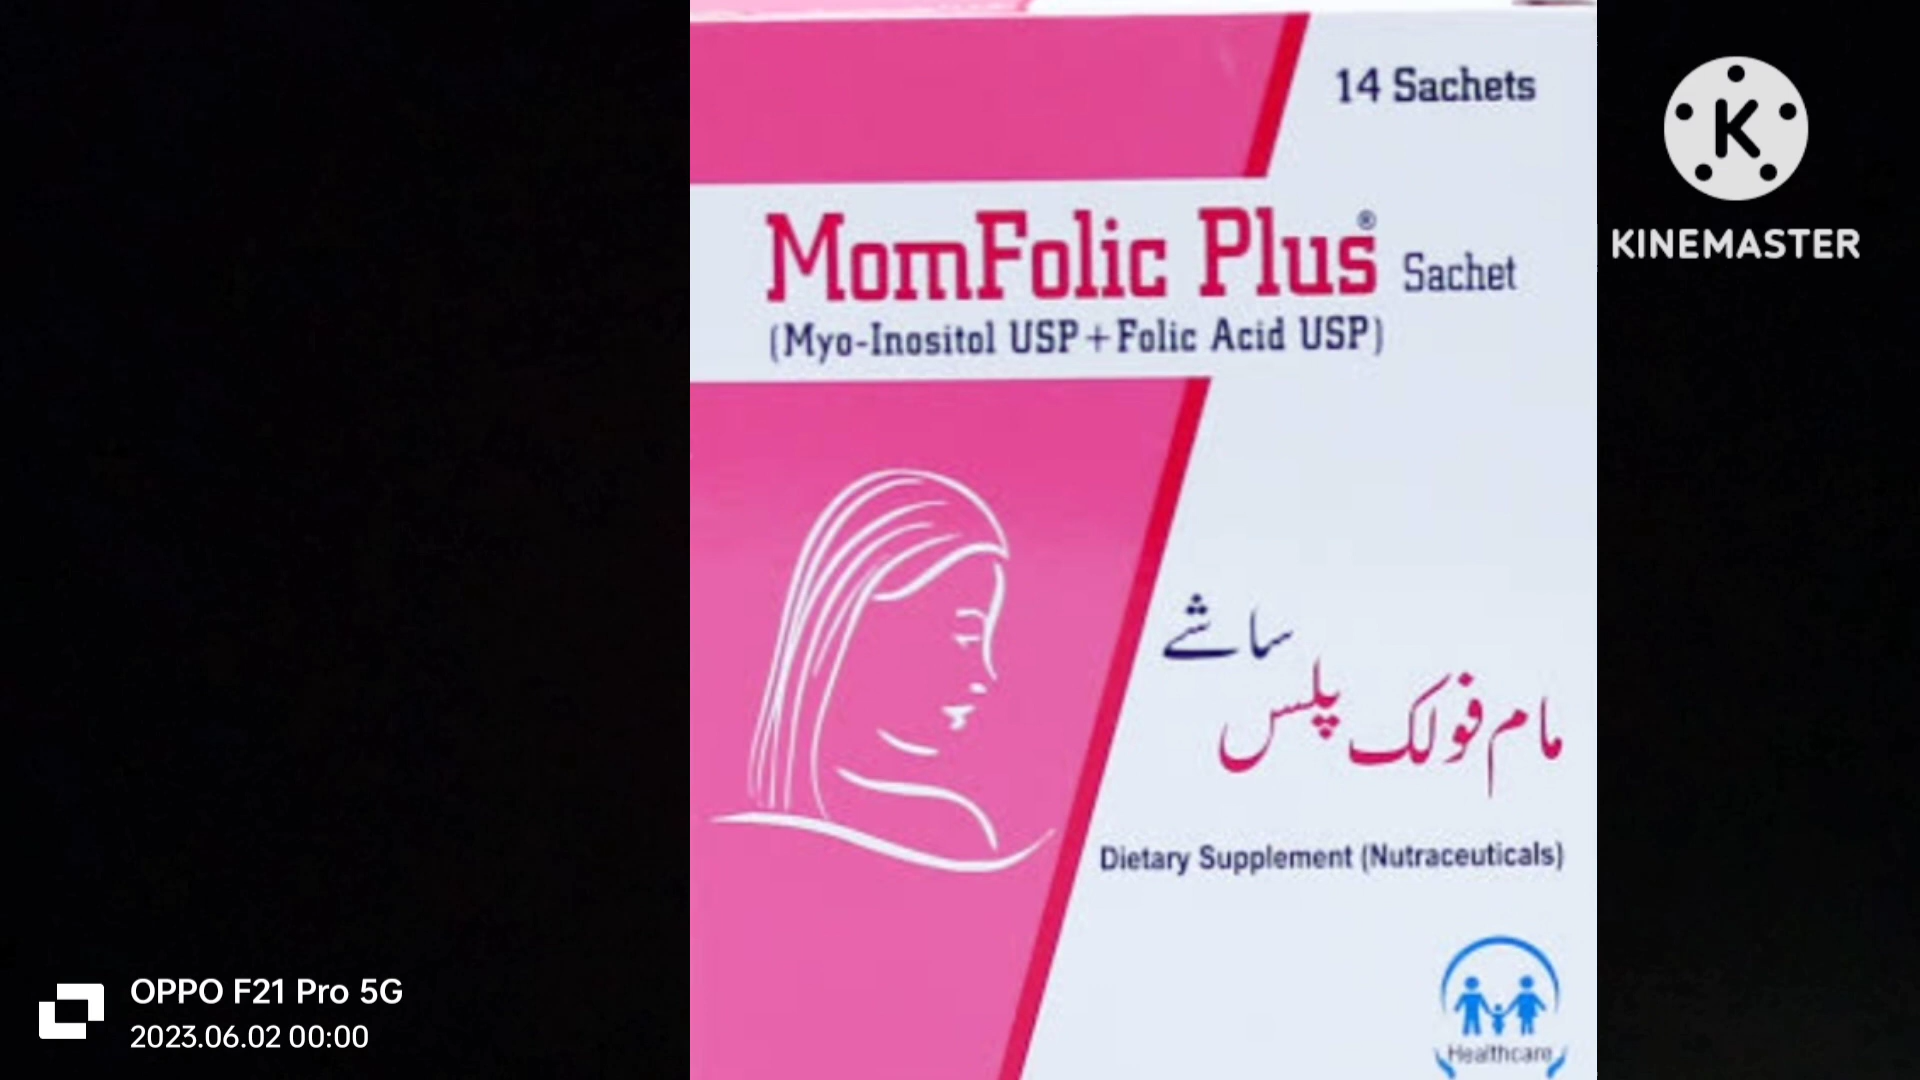 14 Sachets
MomFolic Plus® Sachet
(Myo-Inositol USP+Folic Acid USP)
ساشے
مام فولک پلس
Dietary Supplement (Nutraceuticals)
Healthcare
K
KINEMASTER
OPPO F21 Pro 5G
2023.06.02 00:00